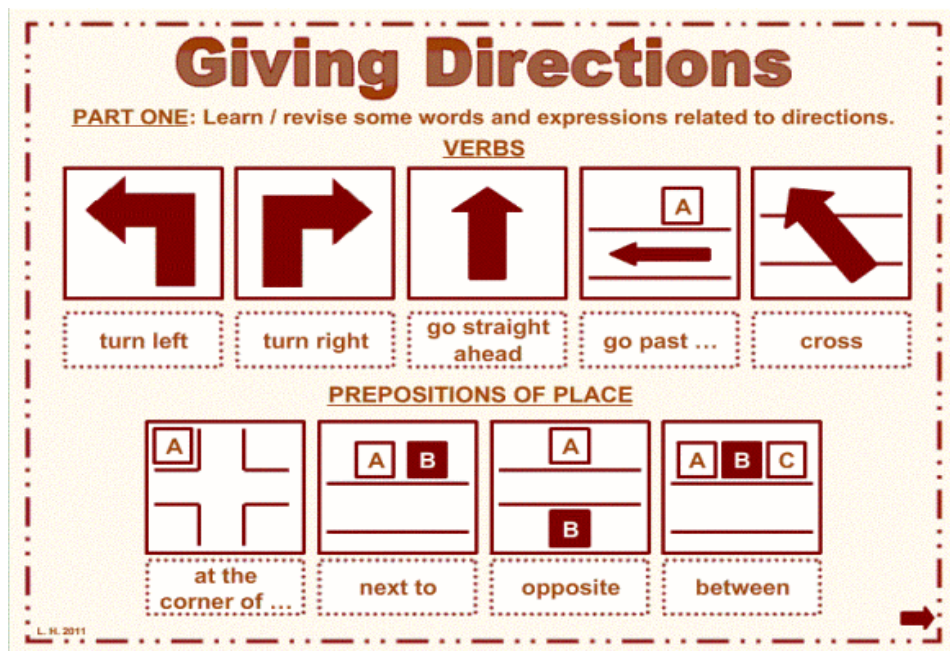 Giving Directions
PART ONE: Learn / revise some words and expressions related to directions.
VERBS
A
turn left
turn right
go straight
ahead
go past ...
cross
PREPOSITIONS OF PLACE
A
A B
A
B
A B C
at the
corner of ...
next to
opposite
between
L. H. 2011